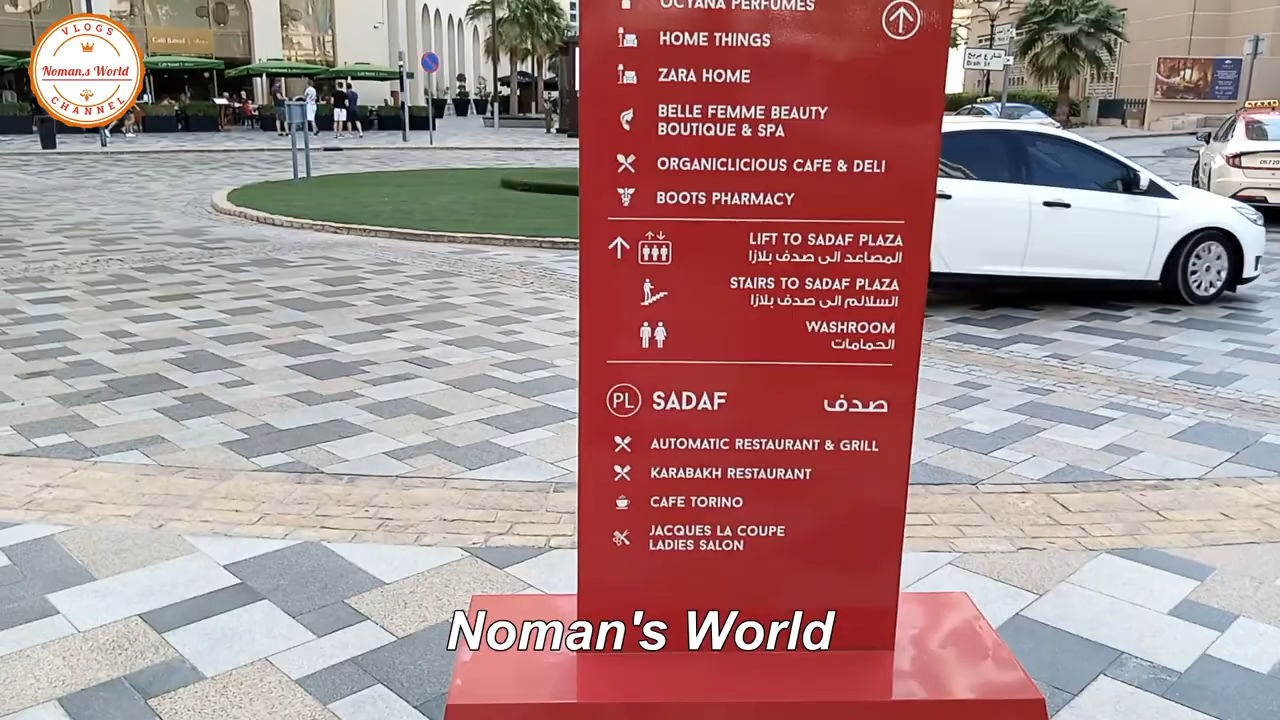 VLOGS
Noman,s World
CHANNEL
OCYANA PERFUMES
HOME THINGS
ZARA HOME
BELLE FEMME BEAUTY
BOUTIQUE & SPA
ORGANICLICIOUS CAFE & DELI
BOOTS PHARMACY
LIFT TO SADAF PLAZA
المصاعد الى صدف بلازا
STAIRS TO SADAF PLAZA
السلالم الى صدف بلازا
WASHROOM
الحمامات
PL SADAF صدف
AUTOMATIC RESTAURANT & GRILL
KARABAKH RESTAURANT
CAFE TORINO
JACQUES LA COUPE
LADIES SALON
Noman's World
TAXI